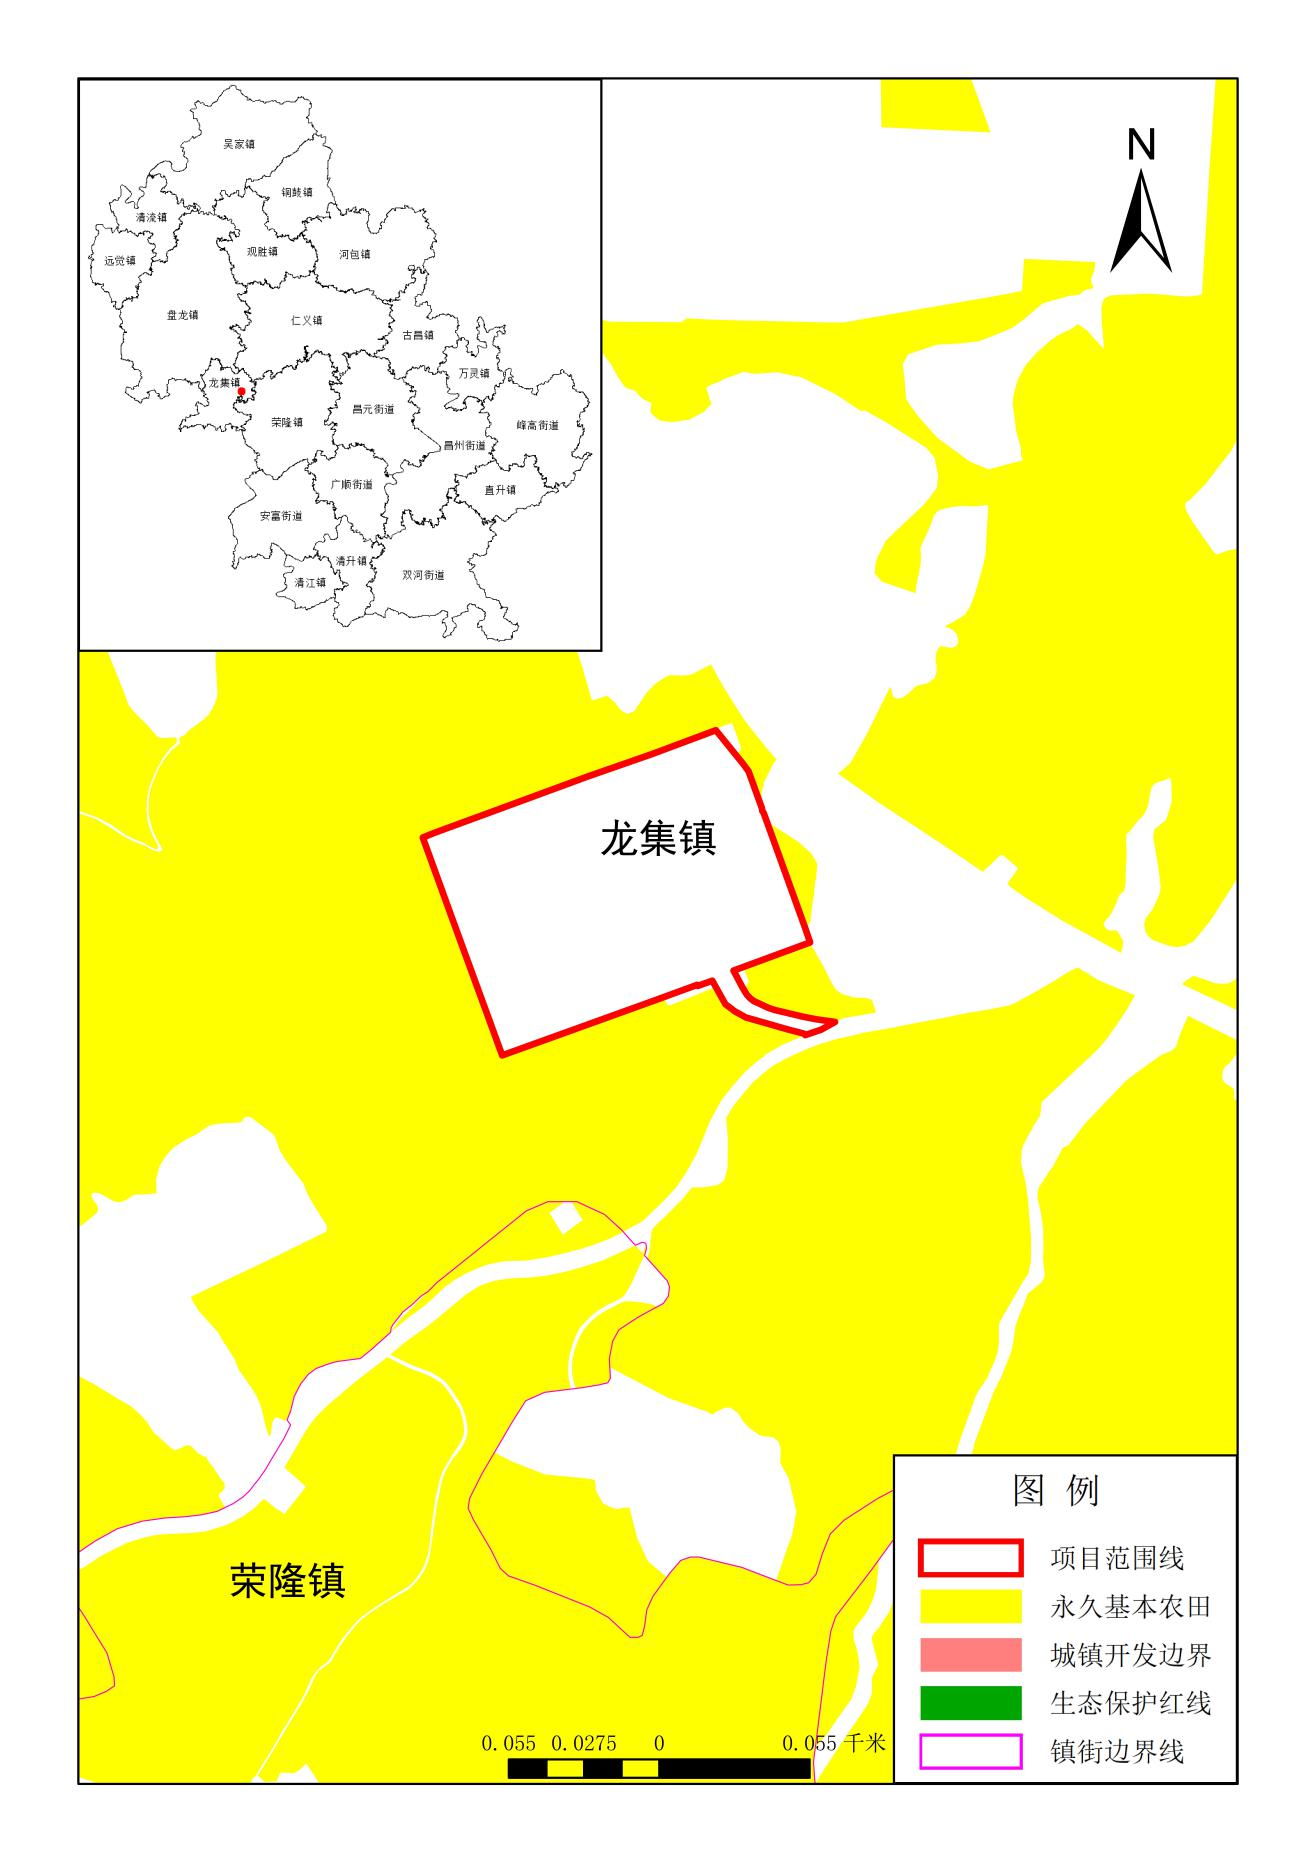 吴家镇
铜鼓镇
清流镇
观胜镇
河包镇
远觉镇
盘龙镇
仁义镇
古昌镇
万灵镇
龙集镇
昌元街道
荣隆镇
峰高街道
昌州街道
广顺街道
直升镇
安富街道
清升镇
清江镇
双河街道
N
龙集镇
荣隆镇
图 例
项目范围线
永久基本农田
城镇开发边界
生态保护红线
镇街边界线
0.055 0.0275 0 0.055 千米